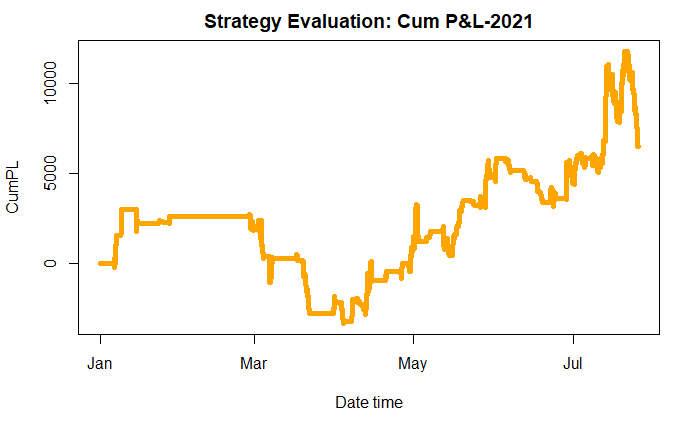 Strategy Evaluation: Cum P&L-2021
CumPL
10000
5000
0
Jan Mar May Jul
Date time